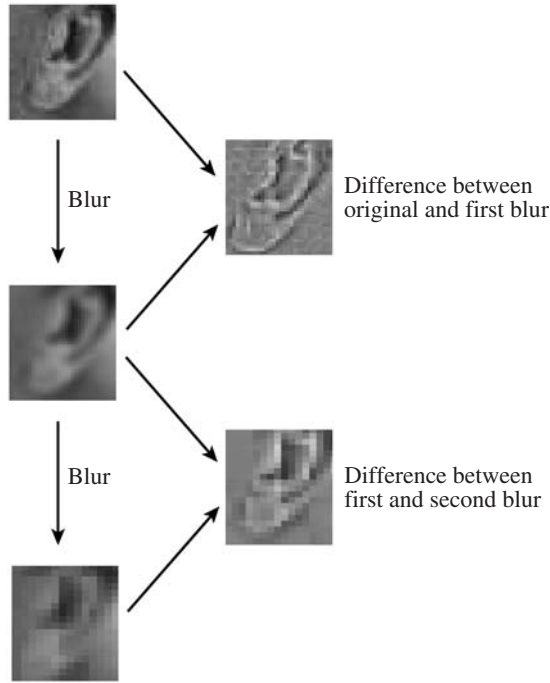 Blur
Difference between
original and first blur
Blur
Difference between
first and second blur